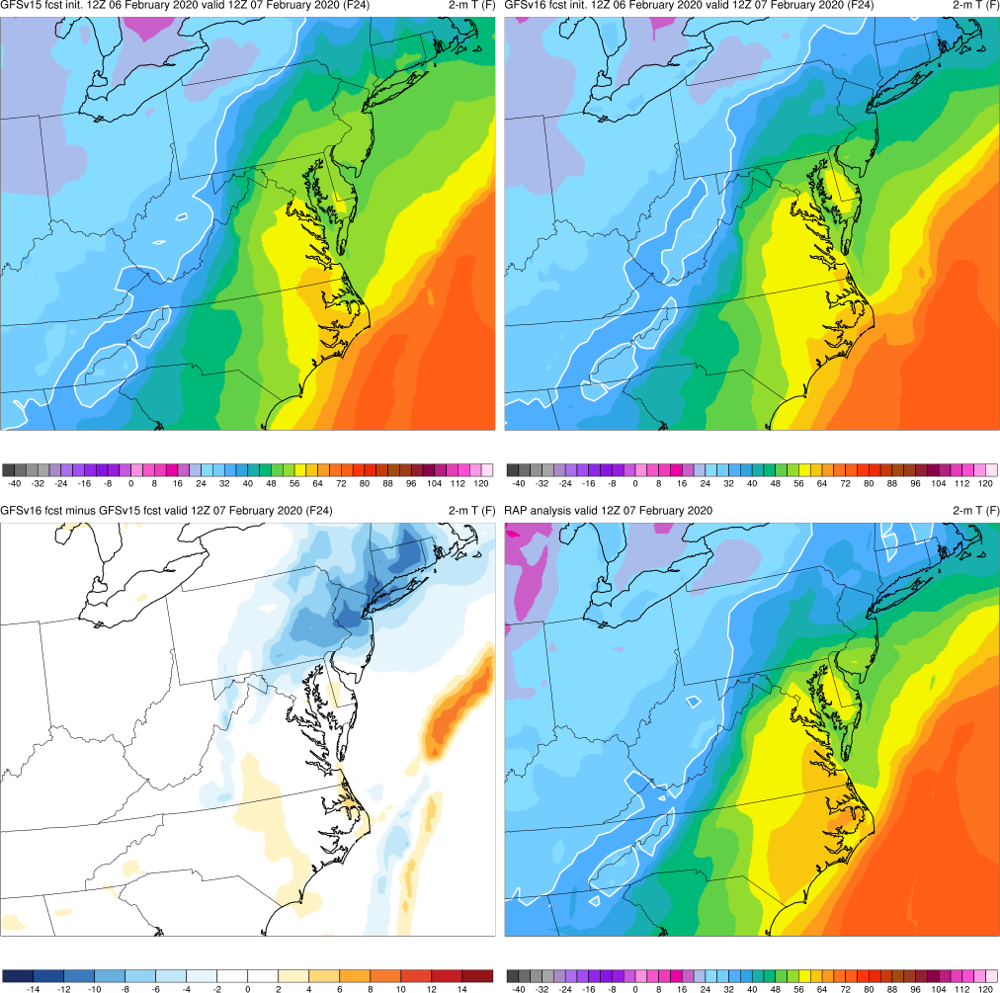 GFSv15 fcst init. 12Z 06 February 2020 valid 12Z 07 February 2020 (F24) 2-m T (F)
GFSv16 fcst init. 12Z 06 February 2020 valid 12Z 07 February 2020 (F24) 2-m T (F)
-40 -32 -24 -16 -8 0 8 16 24 32 40 48 56 64 72 80 88 96 104 112 120
-40 -32 -24 -16 -8 0 8 16 24 32 40 48 56 64 72 80 88 96 104 112 120
GFSv16 fcst minus GFSv15 fcst valid 12Z 07 February 2020 (F24) 2-m T (F)
RAP analysis valid 12Z 07 February 2020 2-m T (F)
-14 -12 -10 -8 -6 -4 -2 0 2 4 6 8 10 12 14
-40 -32 -24 -16 -8 0 8 16 24 32 40 48 56 64 72 80 88 96 104 112 120